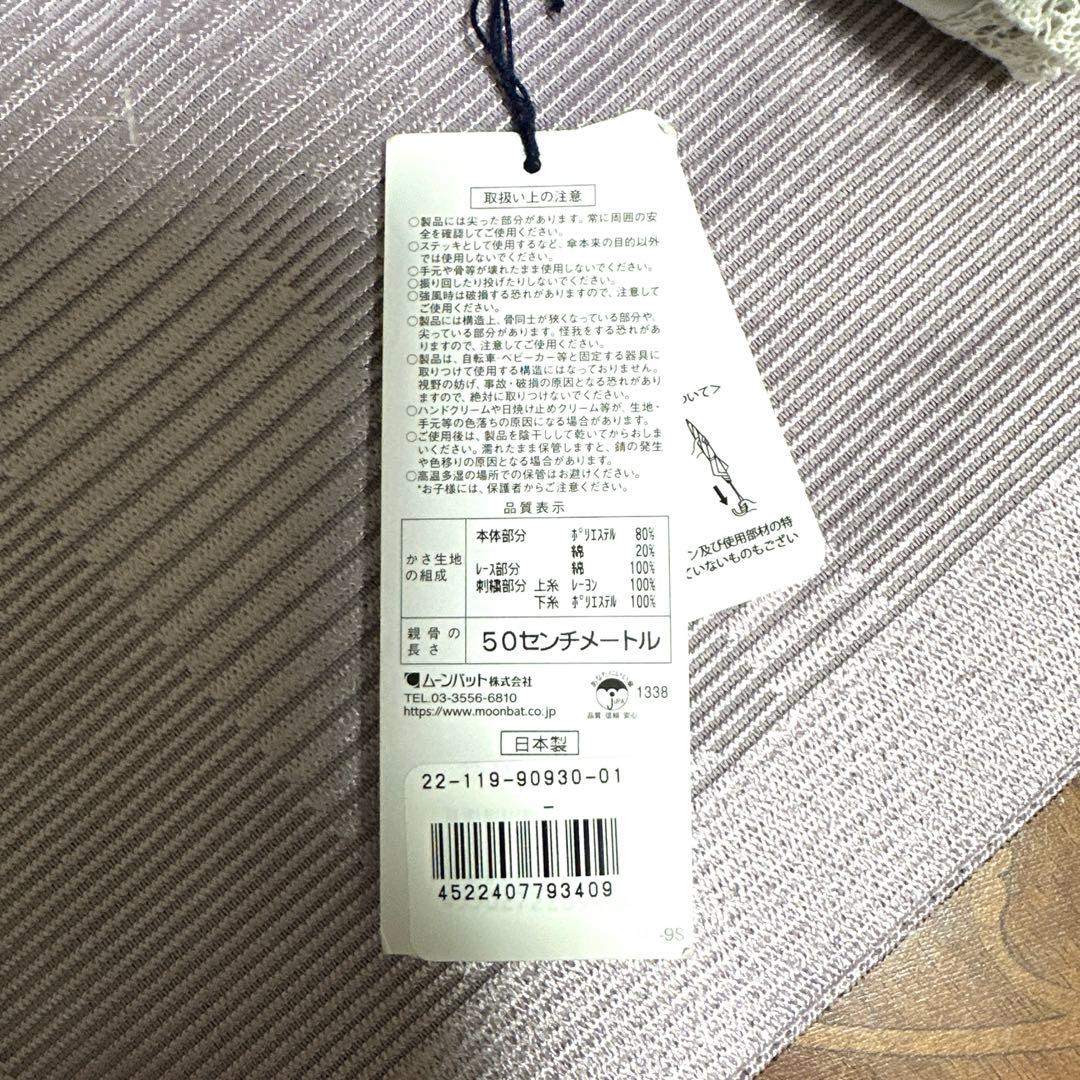 取扱い上の注意
○製品には尖った部分があります。常に周囲の安
全を確認してご使用ください。
○ステッキとして使用するなど、傘本来の目的以外
では使用しないでください。
○手元や骨等が壊れたまま使用しないでください。
○振り回したり投げたりしないでください。
○強風時は破損する恐れがありますので、注意して
ご使用ください。
○製品には構造上、骨同士が狭くなっている部分や、
尖っている部分があります。怪我をする恐れがあ
りますので、注意してご使用ください。
○製品は、自転車・ベビーカー等と固定する器具に
取りつけて使用する構造にはなっておりません。
視野の妨げ、事故・破損の原因となる恐れがあり
ますので、絶対に取りつけないでください。
○ハンドクリームや日焼け止めクリーム等が、生地・
手元等の色落ちの原因になる場合があります。
○ご使用後は、製品を陰干しして乾いてからおしま
いください。濡れたまま保管しますと、錆の発生
や色移りの原因となる場合があります。
○高温多湿の場所での保管はお避けください。
*お子様には、保護者からご注意ください。
品質表示
かさ生地
の組成
本体部分 ポリエステル 80%
綿 20%
レース部分 綿 100%
刺繍部分 上糸 レーヨン 100%
下糸 ポリエステル 100%
親骨の
長さ
50センチメートル
ムーンバット株式会社
TEL.03-3556-6810
https://www.moonbat.co.jp
JUPA
品質 信頼 安心
1338
日本製
22-119-90930-01
4522407793409
-9S
ついて>
ン及び使用部材の特
ていないものもござい